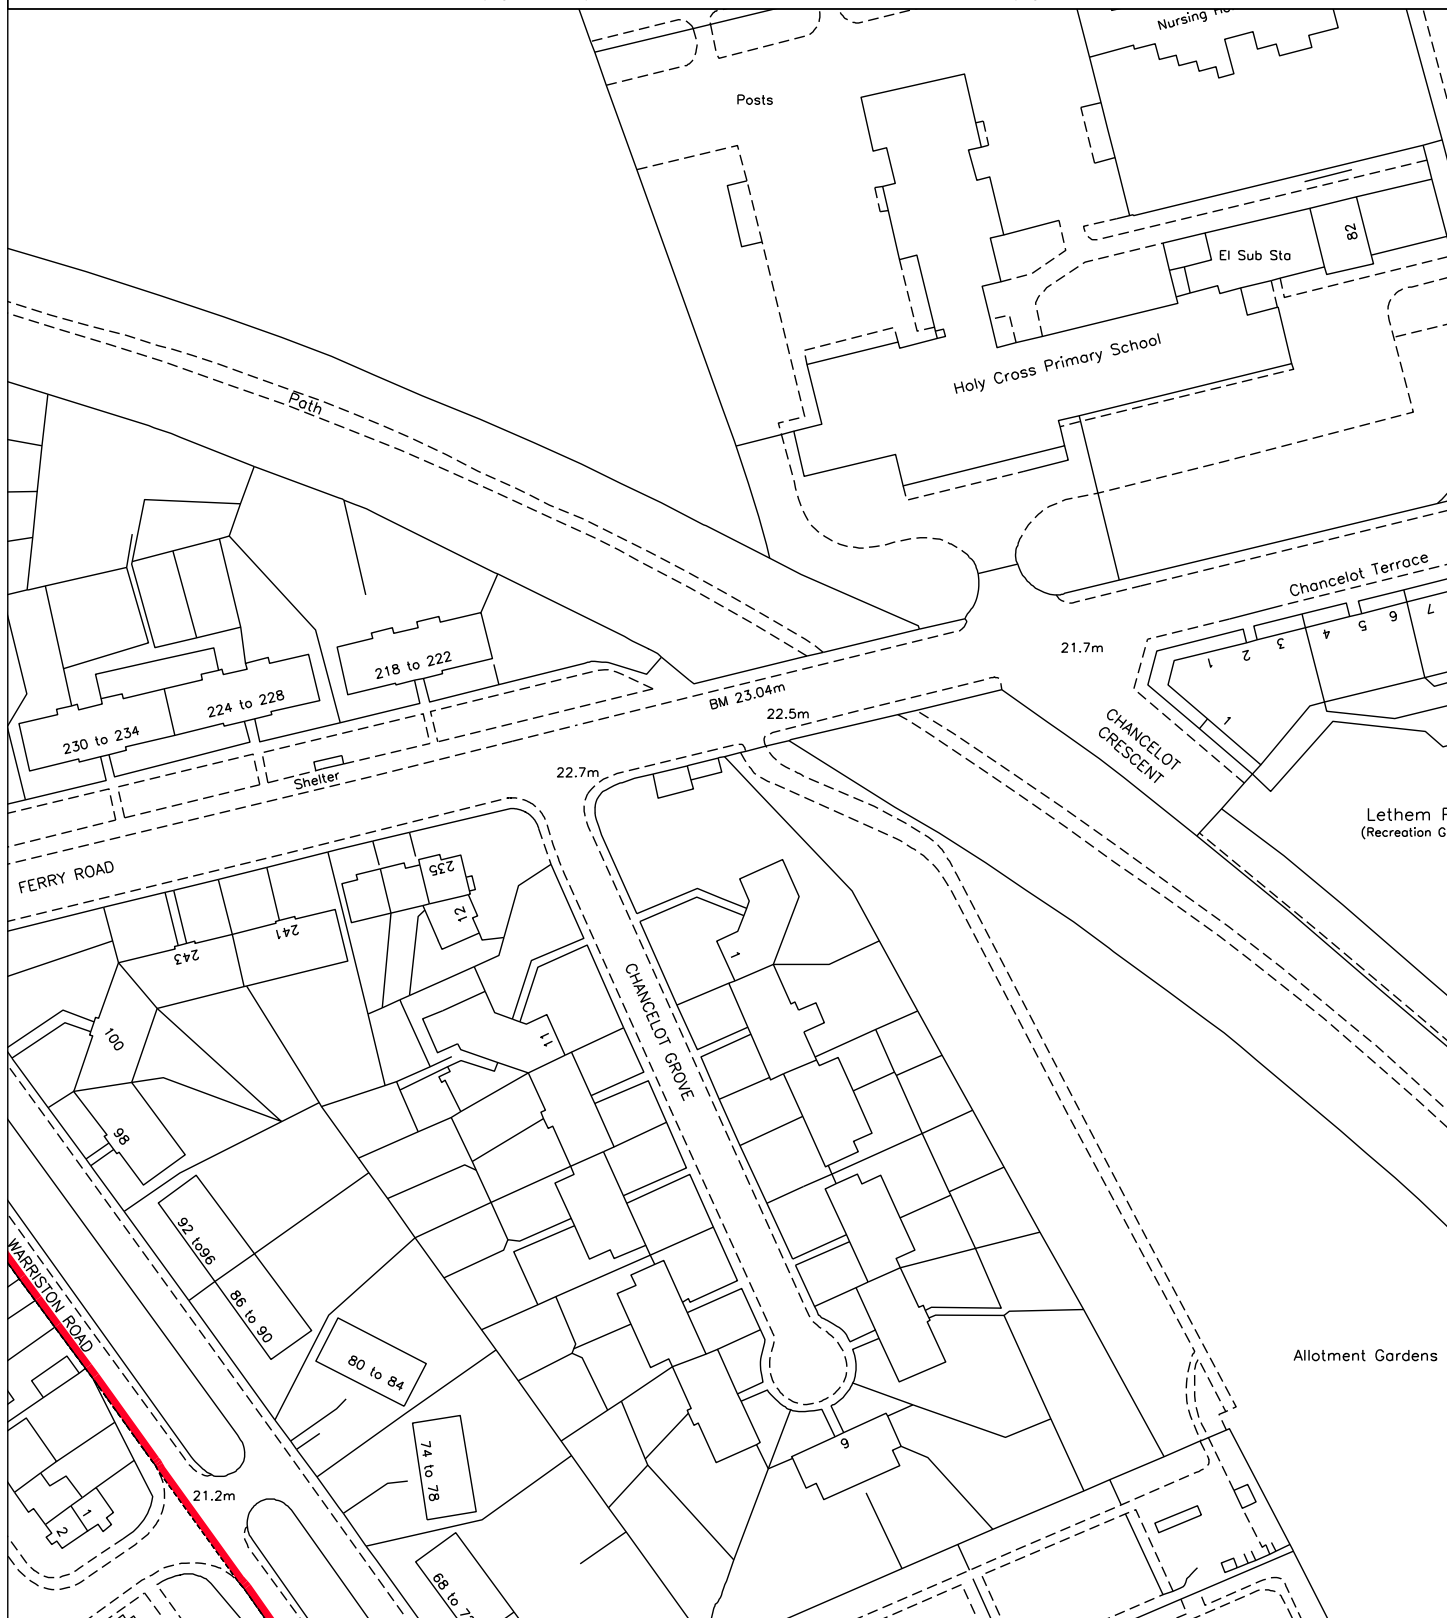 Nursing
Posts
82
El Sub Sta
Holy Cross Primary School
Path
Chancelot Terrace
218 to 222
224 to 228
230 to 234
BM 23.04m
22.5m
21.7m
1
2
3
4
5
6
7
1
CHANCELOT
CRESCENT
Shelter
22.7m
Lethem
(Recreation
FERRY ROAD
235
12
241
243
1
CHANCELOT GROVE
11
100
98
92 to96
86 to 90
WARRISTON ROAD
80 to 84
Allotment Gardens
74 to 78
9
21.2m
1
2
68 to